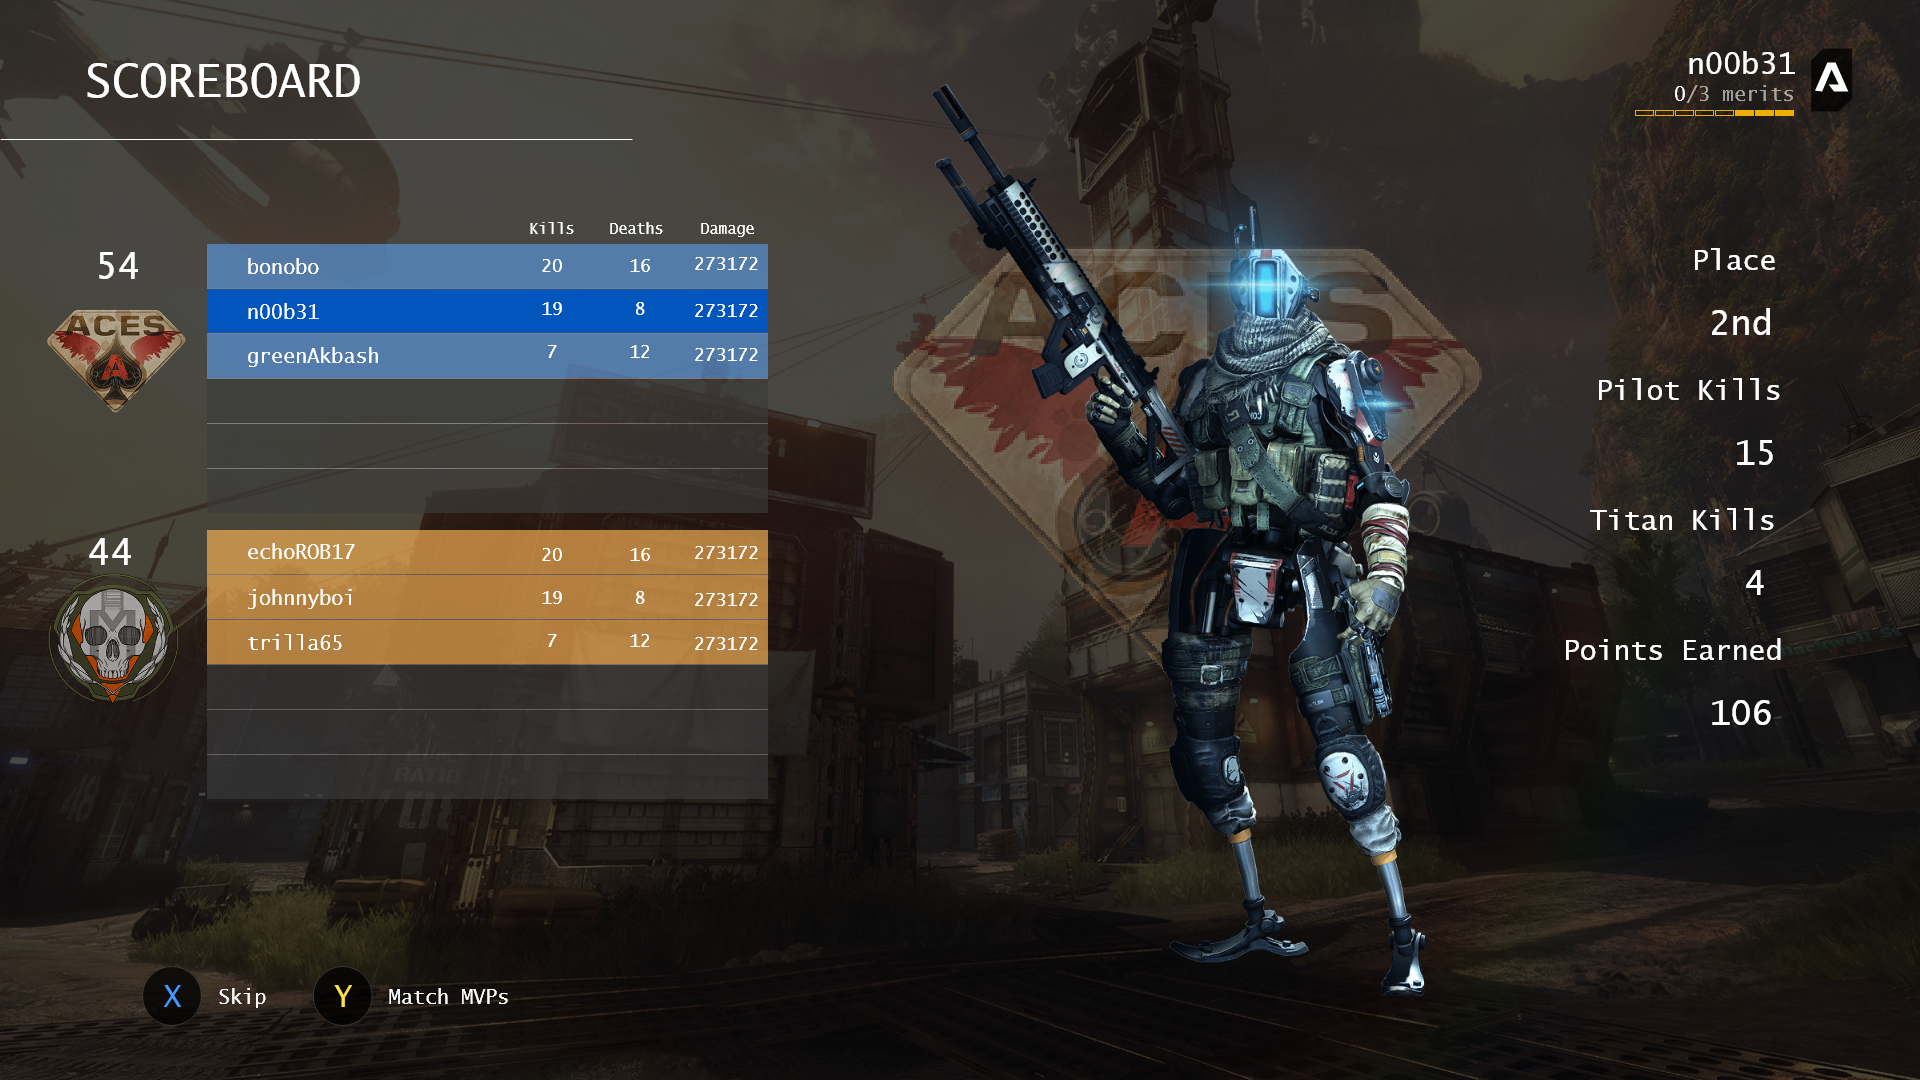 SCOREBOARD
n00b31
0/3 merits
Kills Deaths Damage
54
bonobo 20 16 273172
n00b31 19 8 273172
greenAkbash 7 12 273172
ACES
A
44
echoROB17 20 16 273172
johnnyboi 19 8 273172
trilla65 7 12 273172
ACES
Place
2nd
Pilot Kills
15
Titan Kills
4
Points Earned
106
X Skip Y Match MVPs